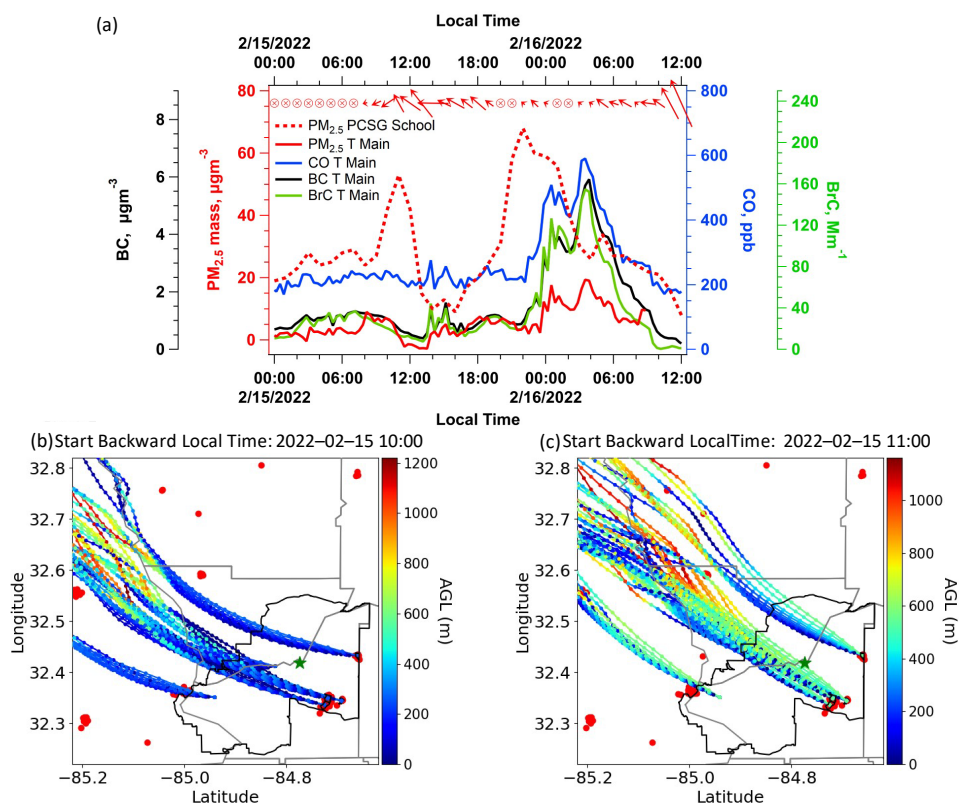 (a)
Local Time
2/15/2022 2/16/2022
00:00 06:00 12:00 18:00 00:00 06:00 12:00
BC, µgm-3
8
6
4
2
0
PM2.5 mass, µgm-3
80
60
40
20
0
PM2.5 PCSG School
PM2.5 T Main
CO T Main
BC T Main
BrC T Main
800
600
400
200
0
CO, ppb
240
200
160
120
80
40
0
BrC, Mm-1
00:00 06:00 12:00 18:00 00:00 06:00 12:00
2/15/2022 2/16/2022
Local Time
(b) Start Backward Local Time: 2022–02–15 10:00
32.8
32.7
32.6
32.5
32.4
32.3
Longitude
−85.2 −85.0 −84.8
Latitude
1200
1000
800
600
400
200
0
AGL (m)
(c) Start Backward LocalTime: 2022–02–15 11:00
32.8
32.7
32.6
32.5
32.4
32.3
Longitude
−85.2 −85.0 −84.8
Latitude
1000
800
600
400
200
0
AGL (m)